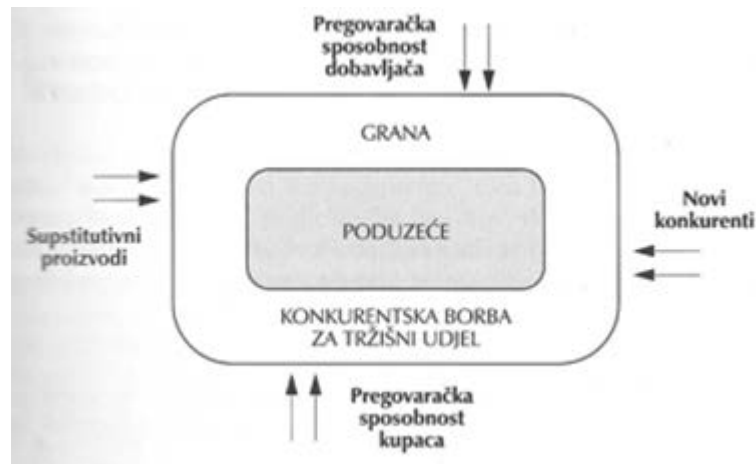 Pregovaračka
sposobnost
dobavljača
GRANA
Supstitutivni
proizvodi
PODUZEĆE
Novi
konkurenti
KONKURENTSKA BORBA
ZA TRŽIŠNI UDJEL
Pregovaračka
sposobnost
kupaca